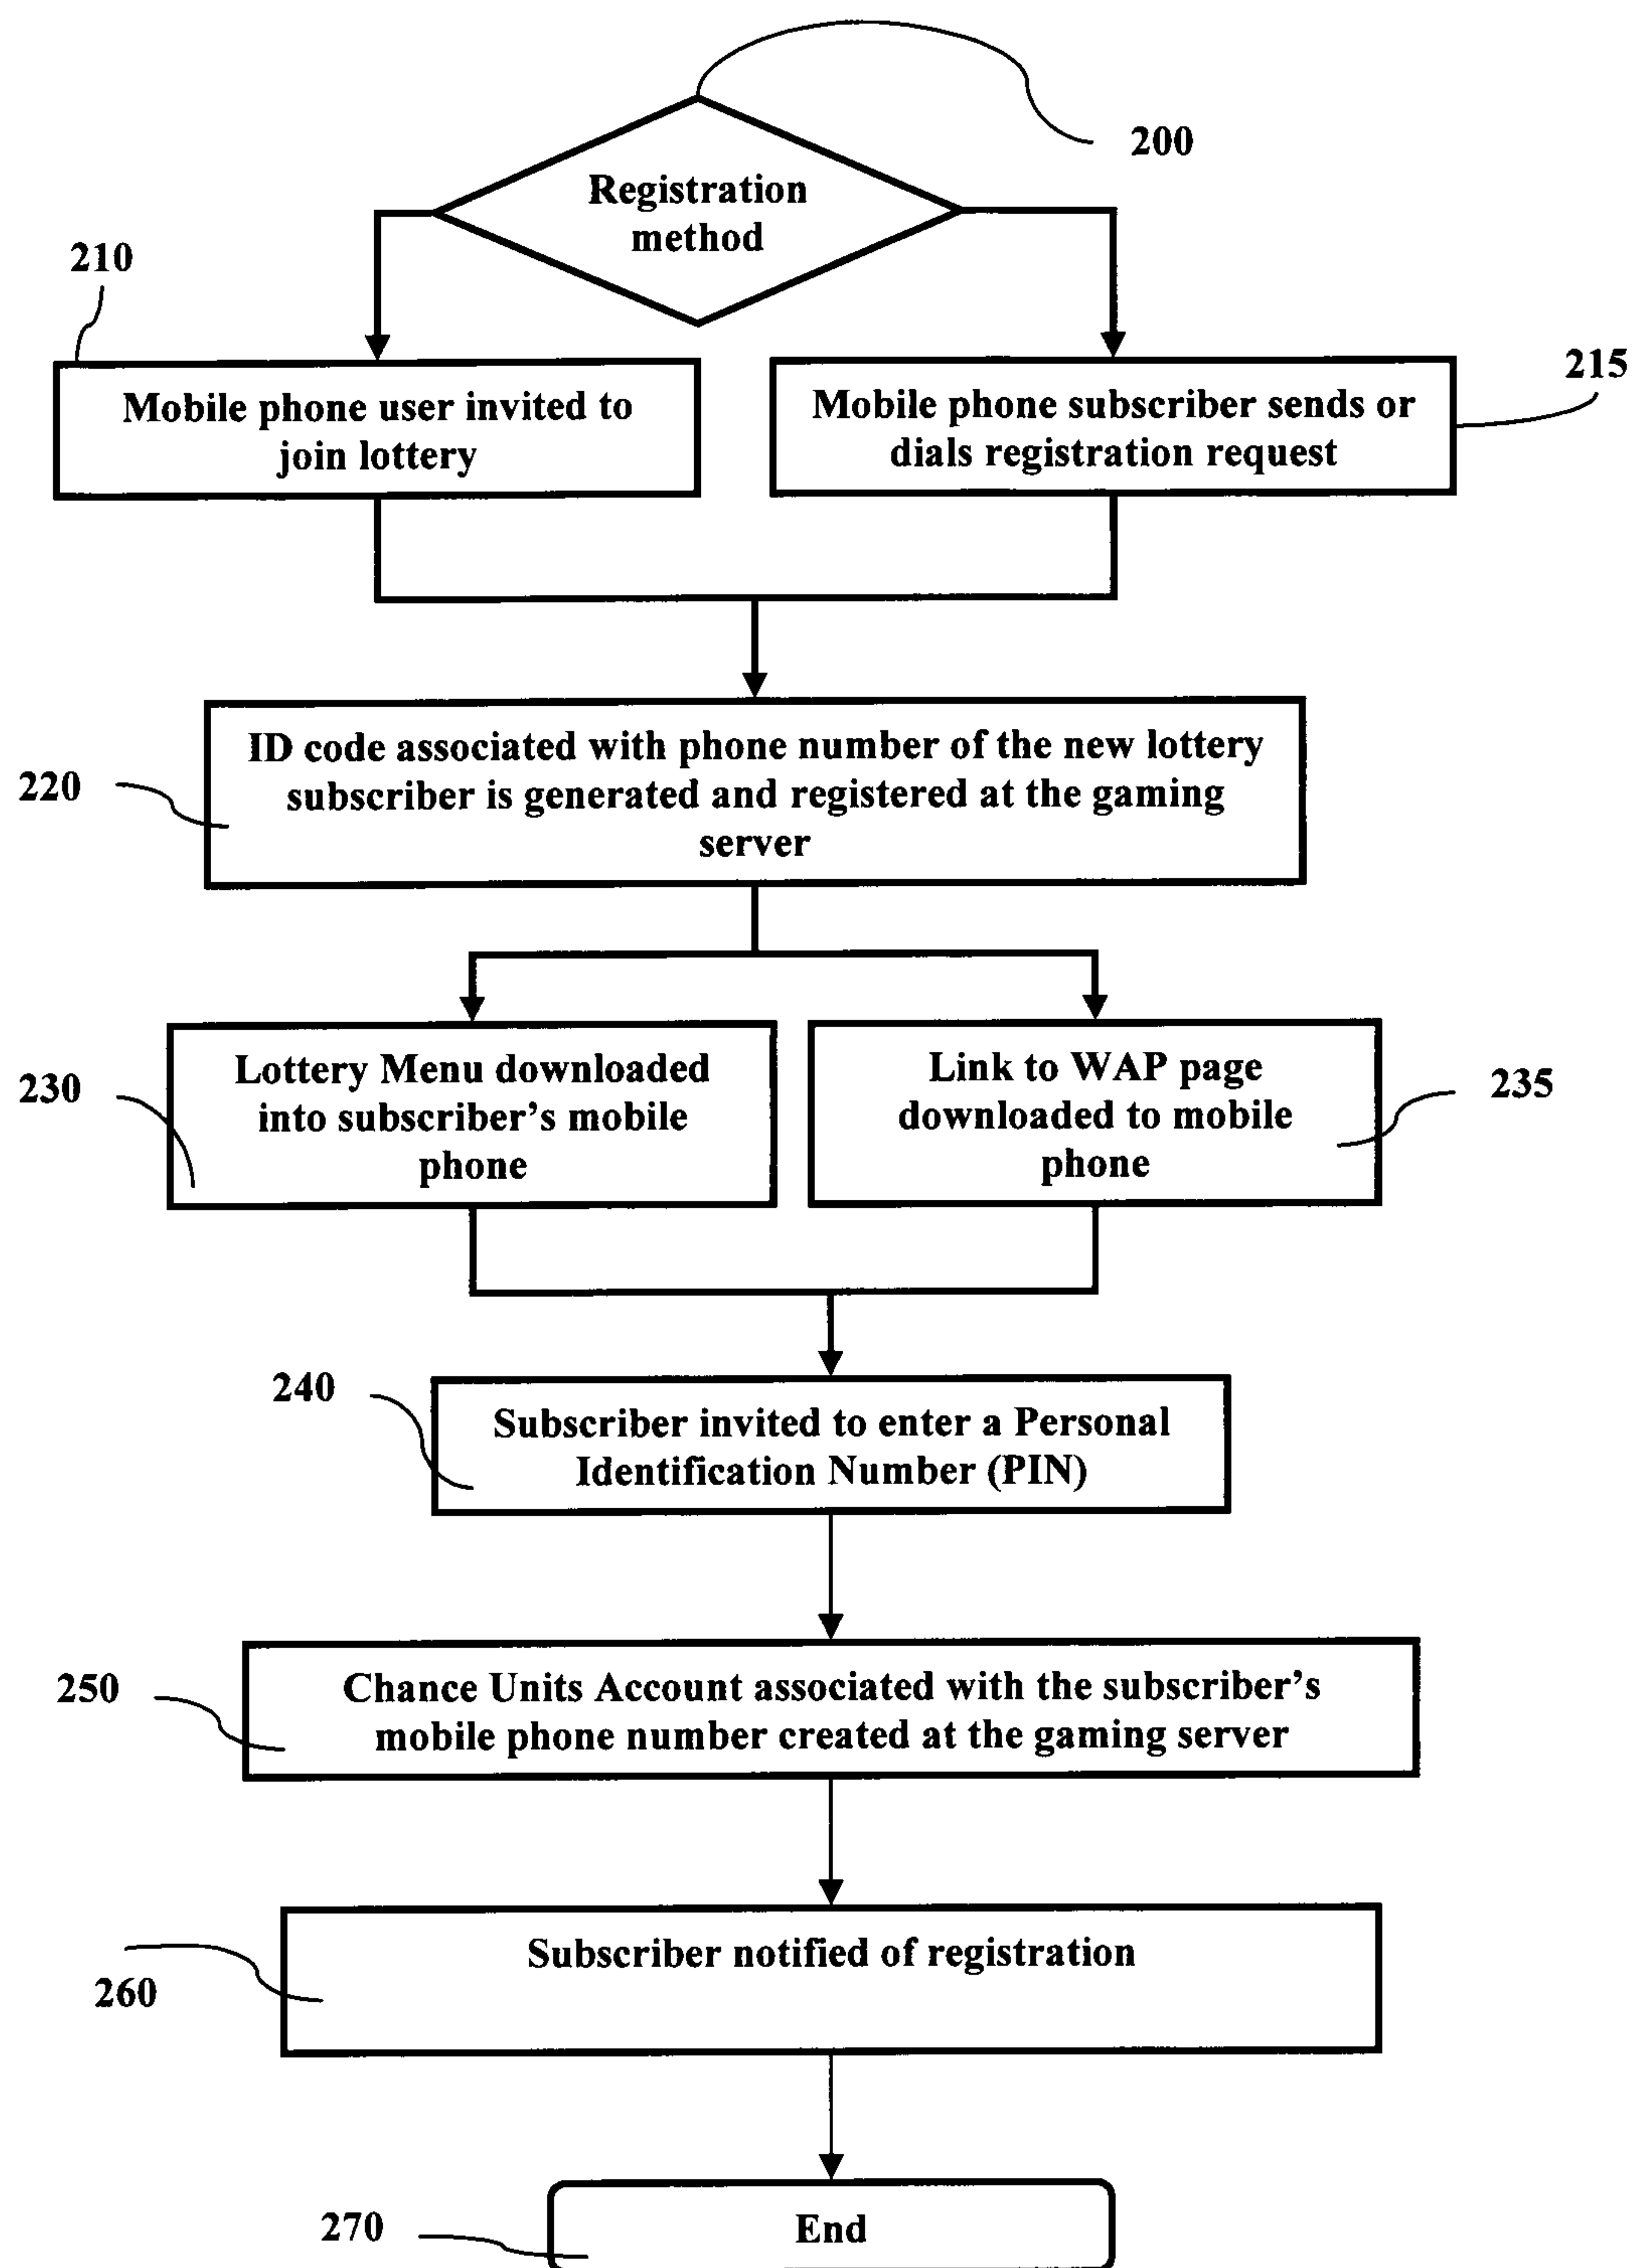 200
Registration
method
210
215
Mobile phone user invited to
join lottery
Mobile phone subscriber sends or
dials registration request
220
ID code associated with phone number of the new lottery
subscriber is generated and registered at the gaming
server
230
Lottery Menu downloaded
into subscriber's mobile
phone
Link to WAP page
downloaded to mobile
phone
235
240
Subscriber invited to enter a Personal
Identification Number (PIN)
250
Chance Units Account associated with the subscriber's
mobile phone number created at the gaming server
Subscriber notified of registration
260
270
End